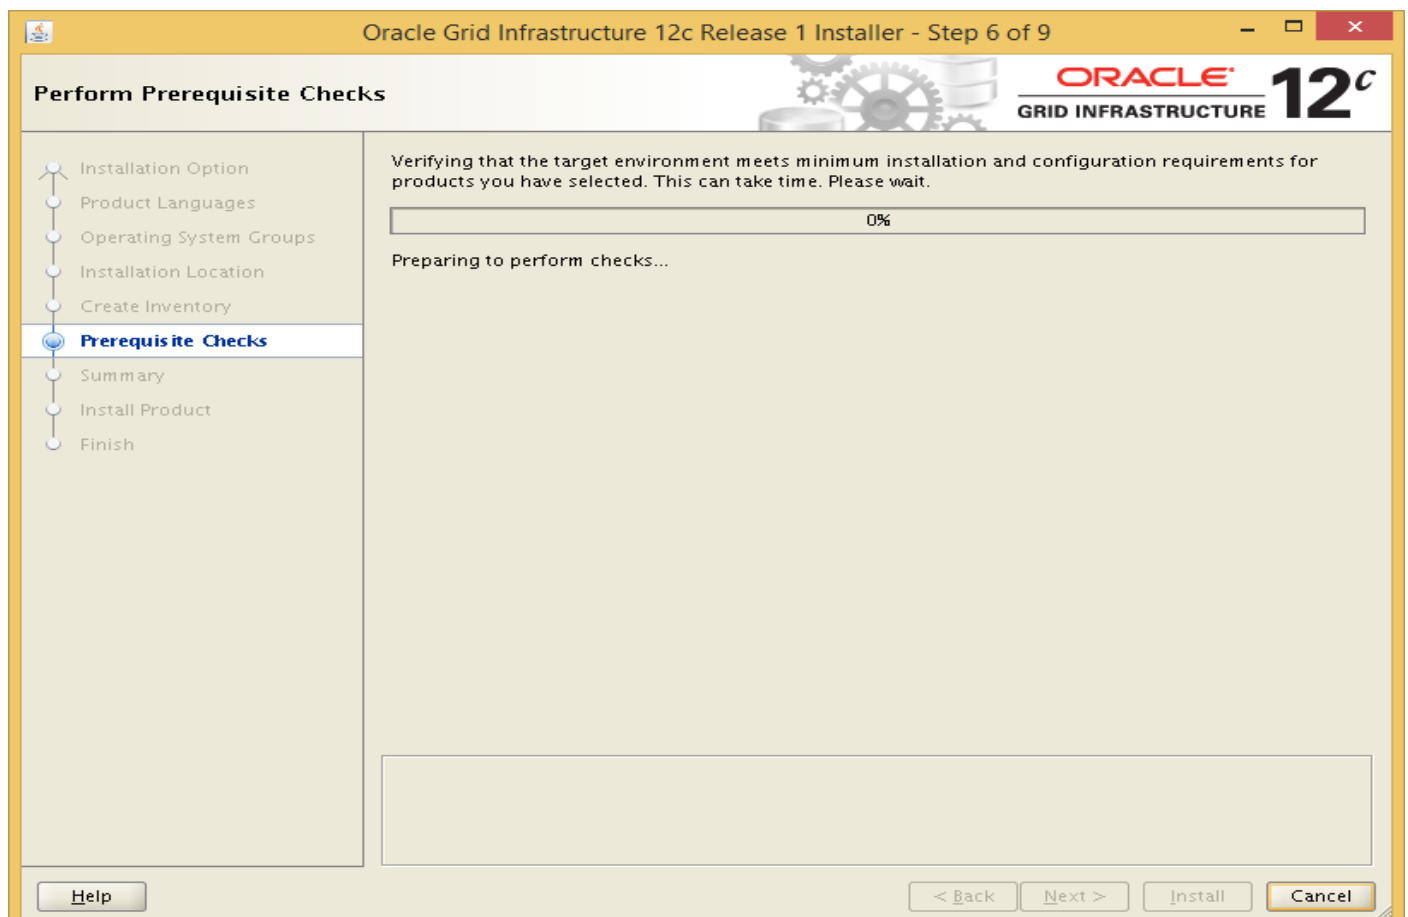 Oracle Grid Infrastructure 12c Release 1 Installer - Step 6 of 9
Perform Prerequisite Checks
ORACLE
GRID INFRASTRUCTURE
12c
Installation Option
Product Languages
Operating System Groups
Installation Location
Create Inventory
Prerequisite Checks
Summary
Install Product
Finish
Verifying that the target environment meets minimum installation and configuration requirements for
products you have selected. This can take time. Please wait.
0%
Preparing to perform checks...
Help
< Back
Next >
Install
Cancel